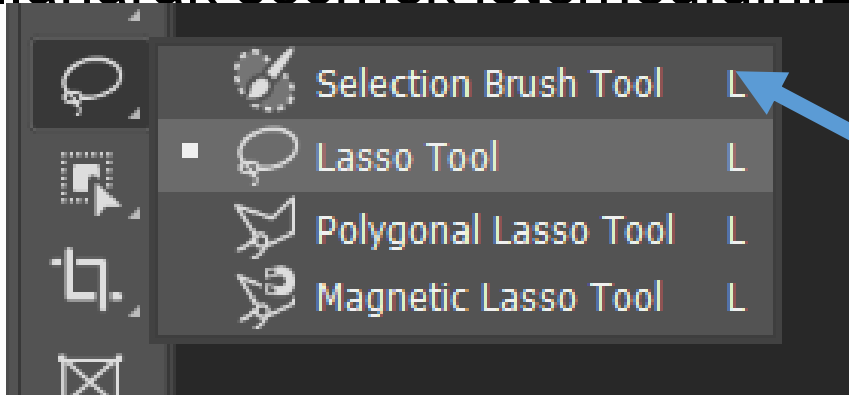 Selection Brush Tool L
Lasso Tool L
Polygonal Lasso Tool L
Magnetic Lasso Tool L